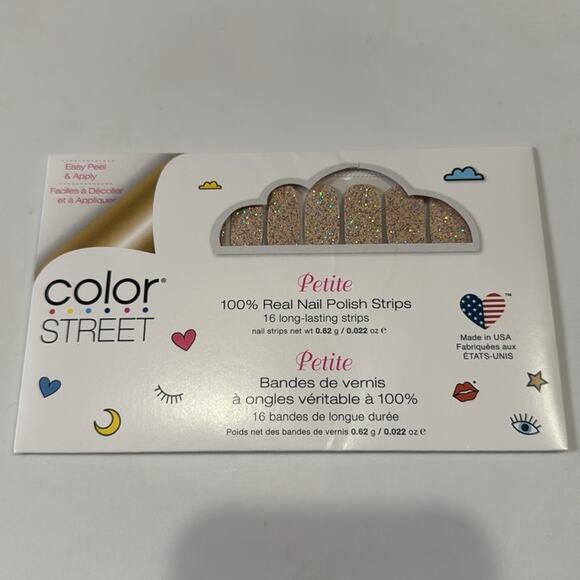 Easy Peel
& Apply
Faciles à Décoller
et à Appliquer
color®
STREET
Petite
100% Real Nail Polish Strips
16 long-lasting strips
nail strips net wt 0.62 g / 0.022 oz ℮
Petite
Bandes de vernis
à ongles véritable à 100%
16 bandes de longue durée
Poids net des bandes de vernis 0.62 g / 0.022 oz ℮
TM
Made in USA
Fabriquées aux
ÉTATS-UNIS